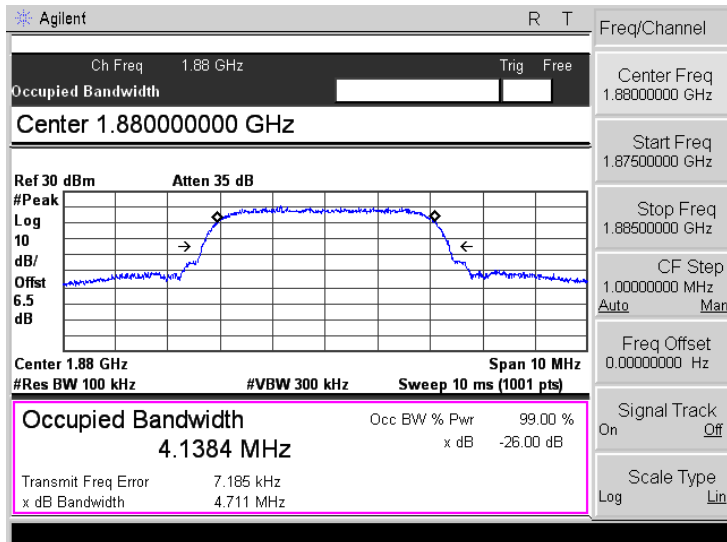 Agilent R T
Ch Freq 1.88 GHz Trig Free
Occupied Bandwidth
Center 1.880000000 GHz
Ref 30 dBm Atten 35 dB
#Peak
Log
10
dB/
Offst
6.5
dB
Center 1.88 GHz Span 10 MHz
#Res BW 100 kHz #VBW 300 kHz Sweep 10 ms (1001 pts)
Occupied Bandwidth Occ BW % Pwr 99.00 %
4.1384 MHz x dB -26.00 dB
Transmit Freq Error 7.185 kHz
x dB Bandwidth 4.711 MHz
Freq/Channel
Center Freq
1.88000000 GHz
Start Freq
1.87500000 GHz
Stop Freq
1.88500000 GHz
CF Step
1.00000000 MHz
Auto Man
Freq Offset
0.00000000 Hz
Signal Track
On Off
Scale Type
Log Lin